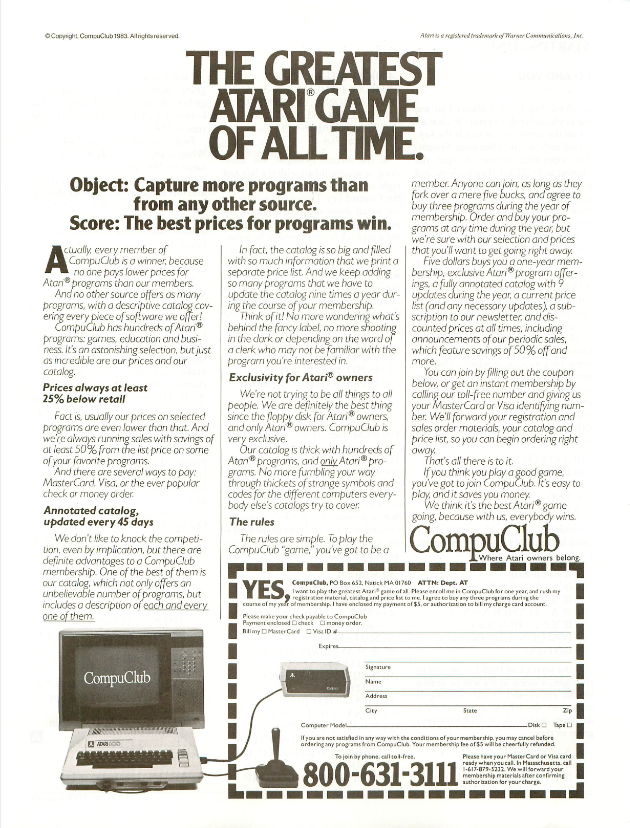 © Copyright, CompuClub 1983. All rights reserved.
Atari is a registered trademark of Warner Communications, Inc.
THE GREATEST
ATARI® GAME
OF ALL TIME.
Object: Capture more programs than
from any other source.
Score: The best prices for programs win.
Actually, every member of
CompuClub is a winner, because
no one pays lower prices for
Atari® programs than our members.
And no other source offers as many
programs, with a descriptive catalog cov-
ering every piece of software we offer!
CompuClub has hundreds of Atari®
programs: games, education and busi-
ness. It's an astonishing selection, but just
as incredible are our prices and our
catalog.
Prices always at least
25% below retail
Fact is, usually our prices on selected
programs are even lower than that. And
we're always running sales with savings of
at least 50% from the list price on some
of your favorite programs.
And there are several ways to pay:
MasterCard, Visa, or the ever popular
check or money order.
Annotated catalog,
updated every 45 days
We don't like to knock the competi-
tion, even by implication, but there are
definite advantages to a CompuClub
membership. One of the best of them is
our catalog, which not only offers an
unbelievable number of programs, but
includes a description of each and every
one of them.
In fact, the catalog is so big and filled
with so much information that we print a
separate price list. And we keep adding
so many programs that we have to
update the catalog nine times a year dur-
ing the course of your membership.
Think of it! No more wondering what's
behind the fancy label, no more shooting
in the dark or depending on the word of
a clerk who may not be familiar with the
program you're interested in.
Exclusivity for Atari® owners
We're not trying to be all things to all
people. We are definitely the best thing
since the floppy disk for Atari® owners,
and only Atari® owners. CompuClub is
very exclusive.
Our catalog is thick with hundreds of
Atari® programs, and only Atari® pro-
grams. No more fumbling your way
through thickets of strange symbols and
codes for the different computers every-
body else's catalogs try to cover.
The rules
The rules are simple. To play the
CompuClub "game," you've got to be a
member. Anyone can join, as long as they
fork over a mere five bucks, and agree to
buy three programs during the year of
membership. Order and buy your pro-
grams at any time during the year, but
we're sure with our selection and prices
that you'll want to get going right away.
Five dollars buys you a one-year mem-
bership, exclusive Atari® program offer-
ings, a fully annotated catalog with 9
updates during the year, a current price
list (and any necessary updates), a sub-
scription to our newsletter, and dis-
counted prices at all times, including
announcements of our periodic sales,
which feature savings of 50% off and
more.
You can join by filling out the coupon
below, or get an instant membership by
calling our toll-free number and giving us
your MasterCard or Visa identifying num-
ber. We'll forward your registration and
sales order materials, your catalog and
price list, so you can begin ordering right
away.
That's all there is to it.
If you think you play a good game,
you've got to join CompuClub. It's easy to
play, and it saves you money.
We think it's the best Atari® game
going, because with us, everybody wins.
CompuClub
Where Atari owners belong.
YES,
CompuClub, PO Box 652, Natick MA 01760 ATTN: Dept. AT
I want to play the greatest Atari® game of all. Please enroll me in CompuClub for one year, and rush my
registration material, catalog and price list to me. I agree to buy any three programs during the
course of my year of membership. I have enclosed my payment of $5, or authorization to bill my charge card account.
Please make your check payable to CompuClub
Payment enclosed □ check □ money order.
Bill my □ MasterCard □ Visa ID #
Expires
Signature
Name
Address
City State Zip
Computer Model Disk □ Tape □
If you are not satisfied in any way with the conditions of your membership, you may cancel before
ordering any programs from CompuClub. Your membership fee of $5 will be cheerfully refunded.
To join by phone, call toll-free.
800-631-3111
Please have your MasterCard or Visa card
ready when you call. In Massachusetts, call
1-617-879-5232. We will forward your
membership materials after confirming
authorization for your charge.
CompuClub
ATARI 800